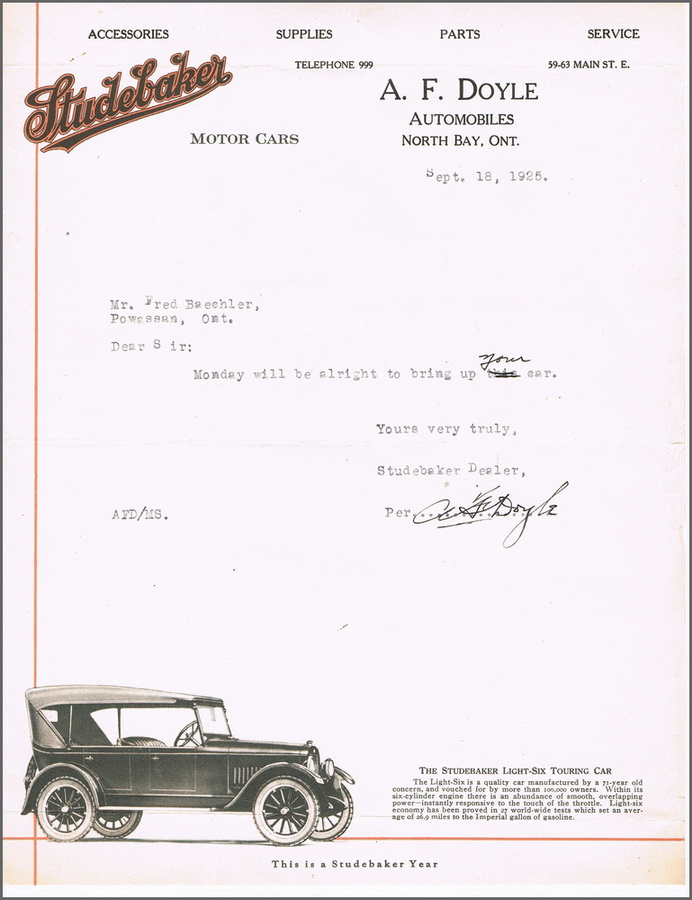 ACCESSORIES SUPPLIES PARTS SERVICE
Studebaker
TELEPHONE 999 59-63 MAIN ST. E.
A. F. DOYLE
AUTOMOBILES
MOTOR CARS
NORTH BAY, ONT.
Sept. 18, 1925.
Mr. Fred Baechler,
Powassan, Ont.
Dear S ir:
your
Monday will be alright to bring up this car.
Yours very truly,
Studebaker Dealer,
AFD/MS. Per A F Doyle
THE STUDEBAKER LIGHT-SIX TOURING CAR
The Light-Six is a quality car manufactured by a 71-year old
concern, and vouched for by more than 100,000 owners. Within its
six-cylinder engine there is an abundance of smooth, overlapping
power—instantly responsive to the touch of the throttle. Light-six
economy has been proved in 27 world-wide tests which set an aver-
age of 26.9 miles to the Imperial gallon of gasoline.
This is a Studebaker Year